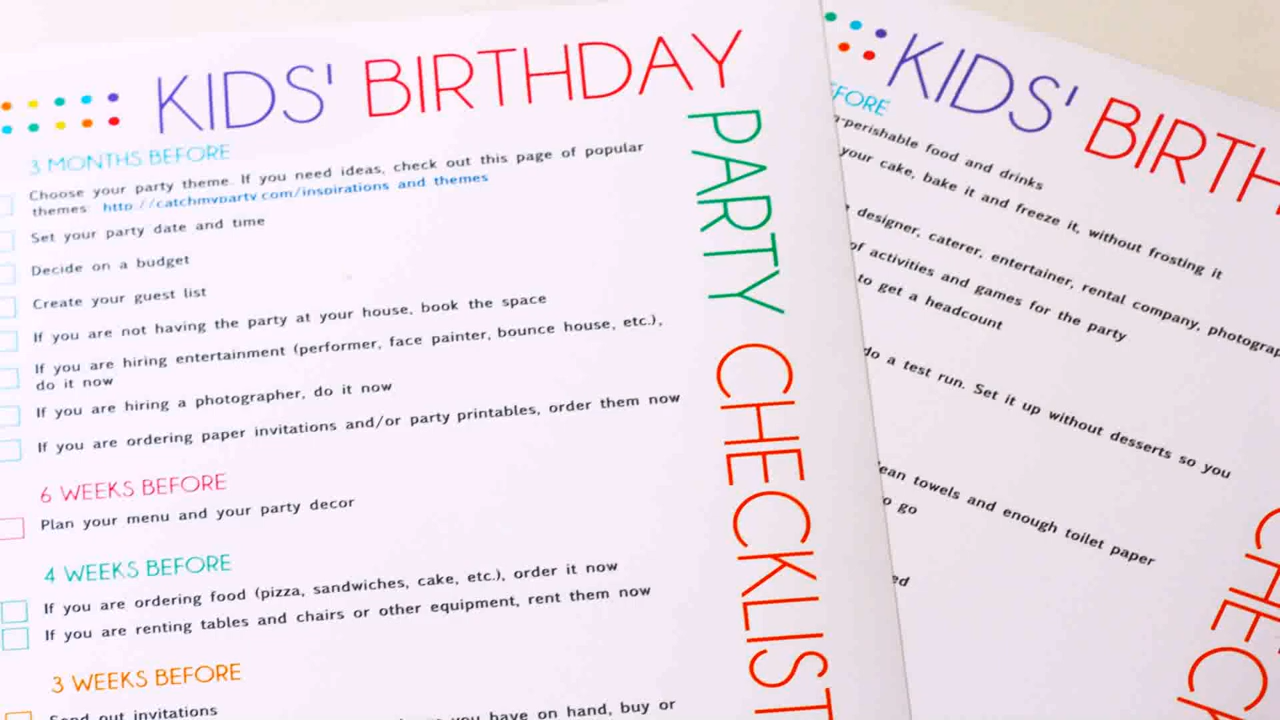 KIDS' BIRTHDAY
PARTY CHECKLIST
3 MONTHS BEFORE
Choose your party theme. If you need ideas, check out this page of popular
themes: http://catchmyparty.com/inspirations and themes
Set your party date and time
Decide on a budget
Create your guest list
If you are not having the party at your house, book the space
If you are hiring entertainment (performer, face painter, bounce house, etc.),
do it now
If you are hiring a photographer, do it now
If you are ordering paper invitations and/or party printables, order them now
6 WEEKS BEFORE
Plan your menu and your party decor
4 WEEKS BEFORE
If you are ordering food (pizza, sandwiches, cake, etc.), order it now
If you are renting tables and chairs or other equipment, rent them now
3 WEEKS BEFORE
Send out invitations
you have on hand, buy or
KIDS' BIRTH
FORE
-perishable food and drinks
your cake, bake it and freeze it, without frosting it
designer, caterer, entertainer, rental company, photograp
of activities and games for the party
to get a headcount
do a test run. Set it up without desserts so you
ean towels and enough toilet paper
o go
ed
CHEC